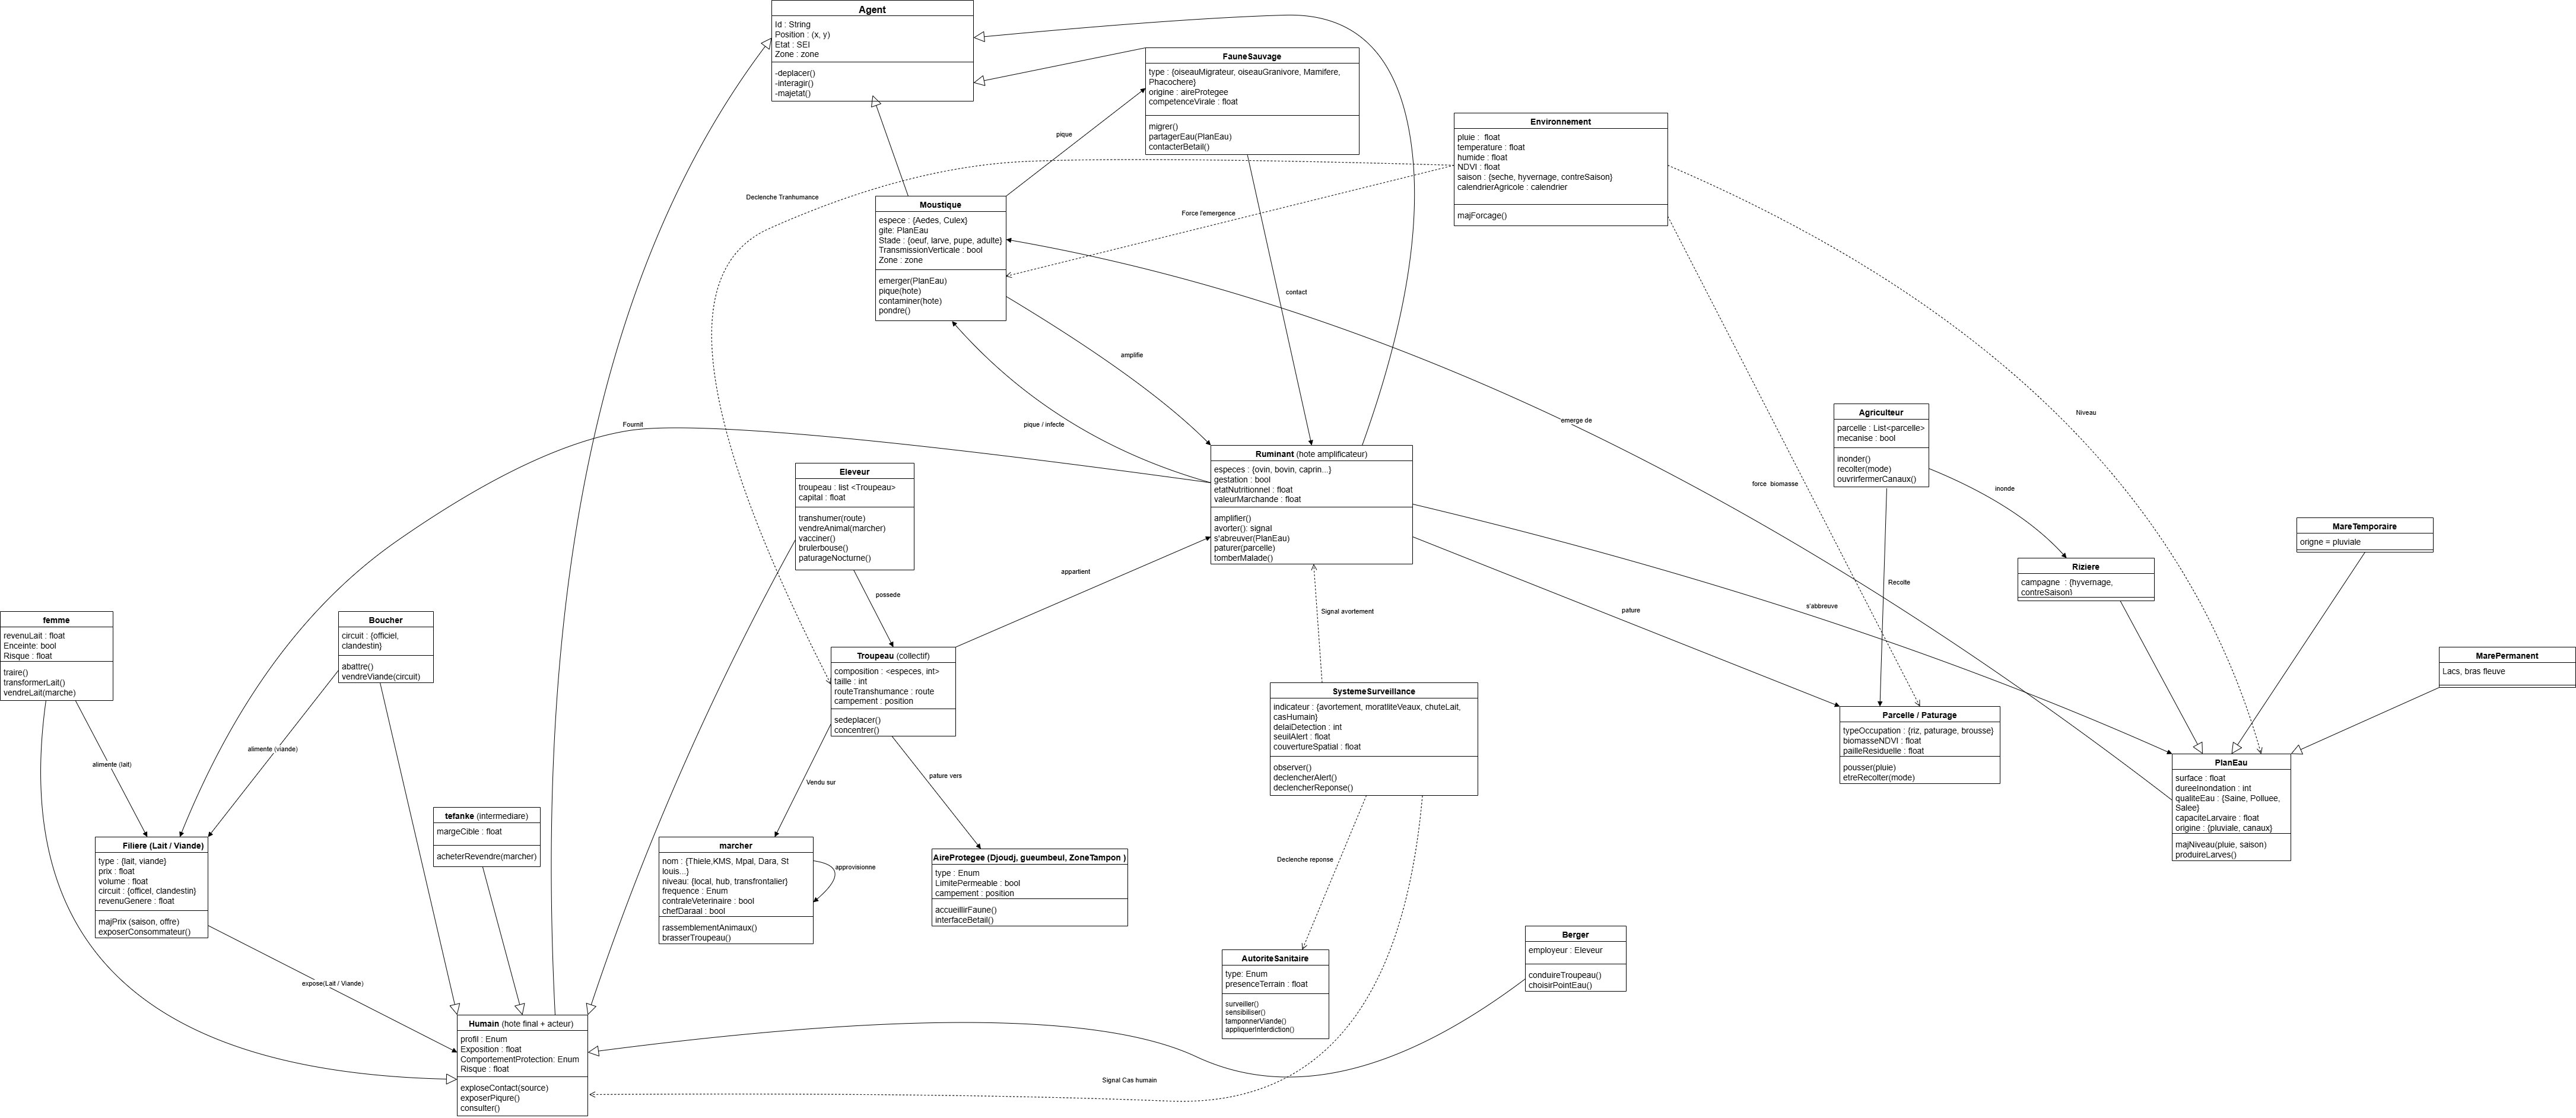 Agent
Id : String
Position : (x, y)
Etat : SEI
Zone : zone
-deplacer()
-interagir()
-majetat()
FauneSauvage
type : {oiseauMigrateur, oiseauGranivore, Mamifere,
Phacochere}
origine : aireProtegee
competenceVirale : float
migrer()
partagerEau(PlanEau)
contacterBetail()
pique
Environnement
pluie :  float
temperature : float
humide : float
NDVI : float
saison : {seche, hyvernage, contreSaison}
calendrierAgricole : calendrier
majForcage()
Declenche Tranhumance
Moustique
espece : {Aedes, Culex}
gite: PlanEau
Stade : {oeuf, larve, pupe, adulte}
TransmissionVerticale : bool
Zone : zone
emerger(PlanEau)
pique(hote)
contaminer(hote)
pondre()
Force l'emergence
contact
amplifie
pique / infecte
Fournit
emerge de
Niveau
force  biomasse
Agriculteur
parcelle : List<parcelle>
mecanise : bool
inonder()
recolter(mode)
ouvrirfermerCanaux()
inonde
Recolte
Ruminant (hote amplificateur)
especes : {ovin, bovin, caprin...}
gestation : bool
etatNutritionnel : float
valeurMarchande : float
amplifier()
avorter(): signal
s'abreuver(PlanEau)
paturer(parcelle)
tomberMalade()
Eleveur
troupeau : list <Troupeau>
capital : float
transhumer(route)
vendreAnimal(marcher)
vacciner()
brulerbouse()
paturageNocturne()
possede
appartient
MareTemporaire
origne = pluviale
Riziere
campagne  : {hyvernage,
contreSaison}
Signal avortement
pature
s'abbreuve
femme
revenuLait : float
Enceinte: bool
Risque : float
traire()
transformerLait()
vendreLait(marche)
Boucher
circuit : {officiel,
clandestin}
abattre()
vendreViande(circuit)
Troupeau (collectif)
composition : <especes, int>
taille : int
routeTranshumance : route
campement : position
sedeplacer()
concentrer()
MarePermanent
Lacs, bras fleuve
SystemeSurveillance
indicateur : {avortement, moratliteVeaux, chuteLait,
casHumain}
delaiDetection : int
seuilAlert : float
couvertureSpatial : float
observer()
declencherAlert()
declencherReponse()
Parcelle / Paturage
typeOccupation : {riz, paturage, brousse}
biomasseNDVI : float
pailleResiduelle : float
pousser(pluie)
etreRecolter(mode)
PlanEau
surface : float
dureeInondation : int
qualiteEau : {Saine, Polluee,
Salee}
capaciteLarvaire : float
origine : {pluviale, canaux}
majNiveau(pluie, saison)
produireLarves()
alimente (lait)
alimente (viande)
Vendu sur
pature vers
tefanke (intermediare)
margeCible : float
acheterRevendre(marcher)
Filiere (Lait / Viande)
type : {lait, viande}
prix : float
volume : float
circuit : {officel, clandestin}
revenuGenere : float
majPrix (saison, offre)
exposerConsommateur()
marcher
nom : {Thiele,KMS, Mpal, Dara, St
louis...}
niveau: {local, hub, transfrontalier}
frequence : Enum
contraleVeterinaire : bool
chefDaraal : bool
rassemblementAnimaux()
brasserTroupeau()
approvisionne
AireProtegee (Djoudj, gueumbeul, ZoneTampon )
type : Enum
LimitePermeable : bool
campement : position
accueillirFaune()
interfaceBetail()
Declenche reponse
AutoriteSanitaire
type: Enum
presenceTerrain : float
surveiller()
sensibiliser()
tamponnerViande()
appliquerInterdiction()
Berger
employeur : Eleveur
conduireTroupeau()
choisirPointEau()
expose(Lait / Viande)
Humain (hote final + acteur)
profil : Enum
Exposition : float
ComportementProtection: Enum
Risque : float
exploseContact(source)
exposerPiqure()
consulter()
Signal Cas humain